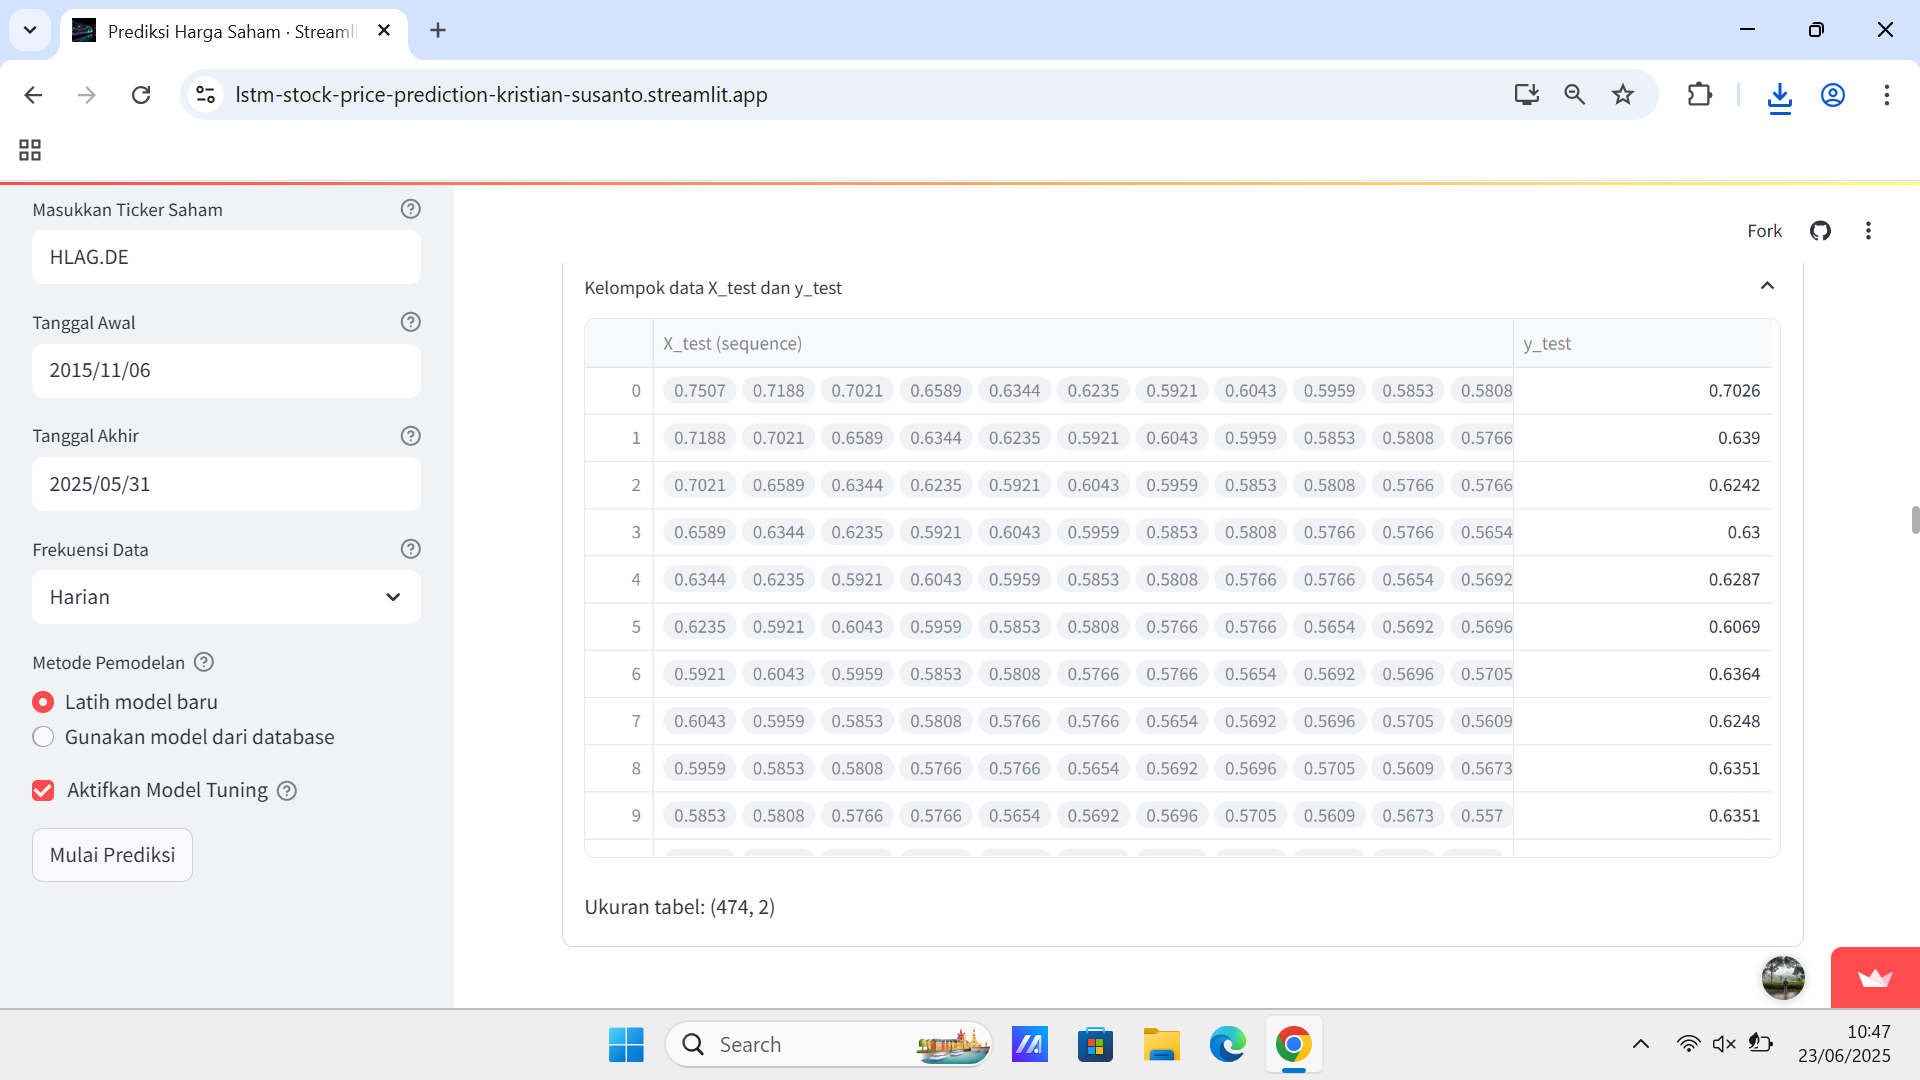 Prediksi Harga Saham · Streamli
lstm-stock-price-prediction-kristian-susanto.streamlit.app
Masukkan Ticker Saham
HLAG.DE
Tanggal Awal
2015/11/06
Tanggal Akhir
2025/05/31
Frekuensi Data
Harian
Metode Pemodelan
Latih model baru
Gunakan model dari database
Aktifkan Model Tuning
Mulai Prediksi
Fork
Kelompok data X_test dan y_test
X_test (sequence) y_test
0 0.7507 0.7188 0.7021 0.6589 0.6344 0.6235 0.5921 0.6043 0.5959 0.5853 0.5808 0.7026
1 0.7188 0.7021 0.6589 0.6344 0.6235 0.5921 0.6043 0.5959 0.5853 0.5808 0.5766 0.639
2 0.7021 0.6589 0.6344 0.6235 0.5921 0.6043 0.5959 0.5853 0.5808 0.5766 0.5766 0.6242
3 0.6589 0.6344 0.6235 0.5921 0.6043 0.5959 0.5853 0.5808 0.5766 0.5766 0.5654 0.63
4 0.6344 0.6235 0.5921 0.6043 0.5959 0.5853 0.5808 0.5766 0.5766 0.5654 0.5692 0.6287
5 0.6235 0.5921 0.6043 0.5959 0.5853 0.5808 0.5766 0.5766 0.5654 0.5692 0.5696 0.6069
6 0.5921 0.6043 0.5959 0.5853 0.5808 0.5766 0.5766 0.5654 0.5692 0.5696 0.5705 0.6364
7 0.6043 0.5959 0.5853 0.5808 0.5766 0.5766 0.5654 0.5692 0.5696 0.5705 0.5609 0.6248
8 0.5959 0.5853 0.5808 0.5766 0.5766 0.5654 0.5692 0.5696 0.5705 0.5609 0.5673 0.6351
9 0.5853 0.5808 0.5766 0.5766 0.5654 0.5692 0.5696 0.5705 0.5609 0.5673 0.557 0.6351
Ukuran tabel: (474, 2)
Search
10:47
23/06/2025